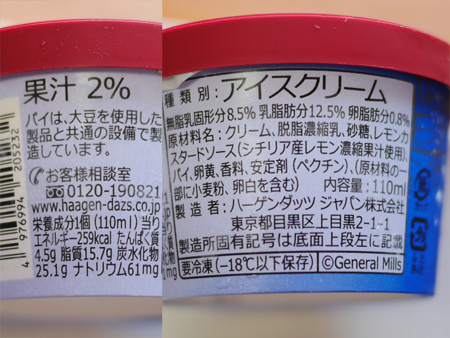 果汁 2%
パイは、大豆を使用した
製品と共通の設備で製
造しています。
お客様相談室
0120-190821
www.haagen-dazs.co.jp
栄養成分1個(110ml)当り
エネルギー259kcal たんぱく質
4.5g 脂質15.7g 炭水化物
25.1g ナトリウム61mg
4 976994 205232
種類別:アイスクリーム
無脂乳固形分8.5% 乳脂肪分12.5% 卵脂肪分0.8%
原材料名:クリーム、脱脂濃縮乳、砂糖、レモンカ
スタードソース(シチリア産レモン濃縮果汁使用)、
パイ、卵黄、香料、安定剤(ペクチン)、(原材料の一
部に小麦粉、卵白を含む) 内容量:110ml
製造者:ハーゲンダッツ ジャパン株式会社
東京都目黒区上目黒2-1-1
製造所固有記号は底面上段左に記載
要冷凍(-18℃以下保存) ©General Mills